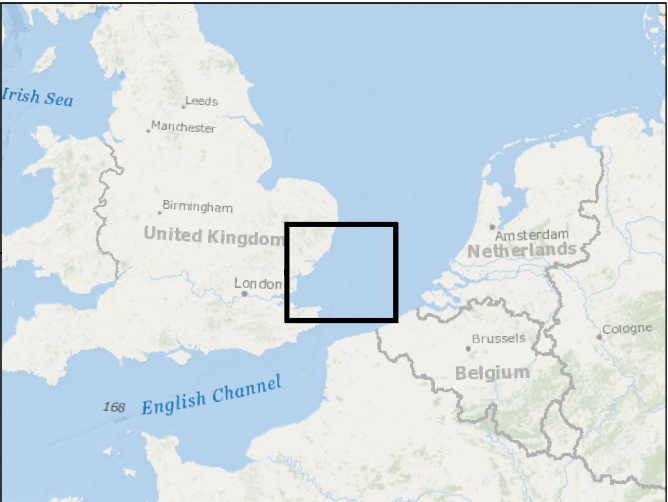 Irish Sea
Leeds
Manchester
Birmingham
United Kingdom
London
Amsterdam
Netherlands
Brussels
Cologne
Belgium
168
English Channel